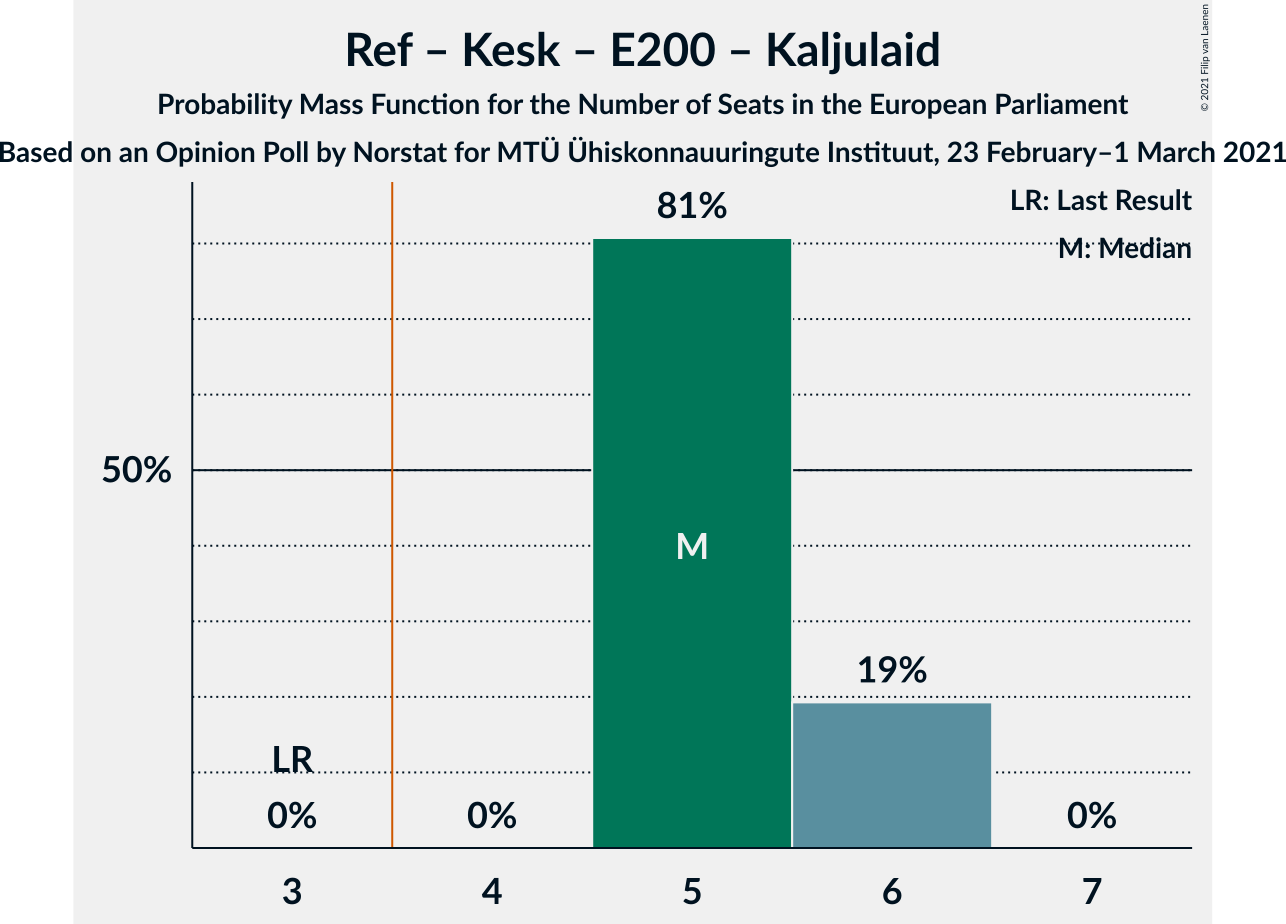 Ref – Kesk – E200 – Kaljulaid
Probability Mass Function for the Number of Seats in the European Parliament
Based on an Opinion Poll by Norstat for MTÜ Ühiskonnauuringute Instituut, 23 February–1 March 2021
© 2021 Filip van Laenen
LR: Last Result
M: Median
81%
50%
M
19%
LR
0%
0%
0%
3
4
5
6
7